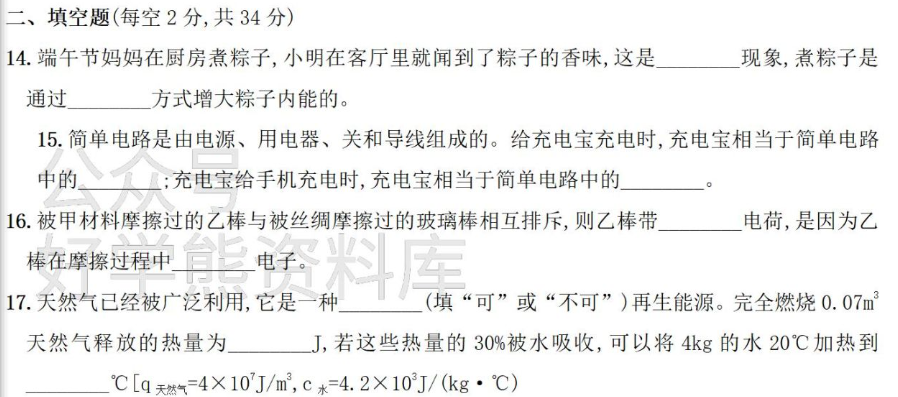 二、填空题(每空2分,共34分)
14.端午节妈妈在厨房煮粽子,小明在客厅里就闻到了粽子的香味,这是________现象,煮粽子是
通过________方式增大粽子内能的。
15.简单电路是由电源、用电器、关和导线组成的。给充电宝充电时,充电宝相当于简单电路
中的________;充电宝给手机充电时,充电宝相当于简单电路中的________。
16.被甲材料摩擦过的乙棒与被丝绸摩擦过的玻璃棒相互排斥,则乙棒带________电荷,是因为乙
棒在摩擦过程中________电子。
17.天然气已经被广泛利用,它是一种________(填“可”或“不可”)再生能源。完全燃烧0.07m³
天然气释放的热量为________J,若这些热量的30%被水吸收,可以将4kg的水20℃加热到
________℃[q天然气=4×10⁷J/m³,c水=4.2×10³J/(kg·℃)
公众号
好学熊资料库